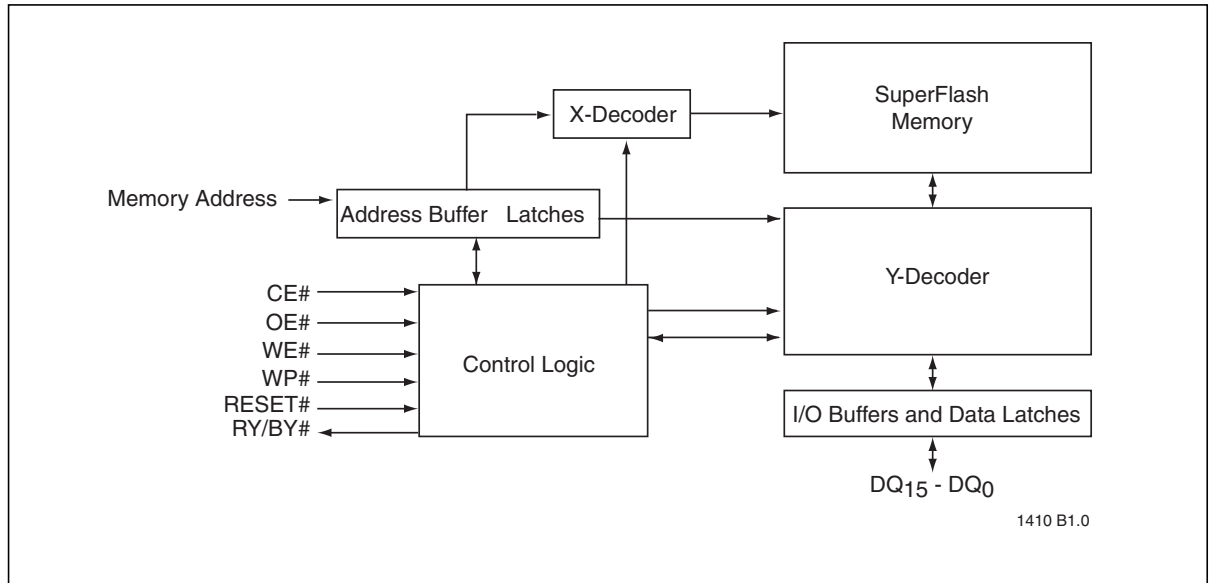 SuperFlash
Memory
X-Decoder
Memory Address
Address Buffer Latches
Y-Decoder
CE#
OE#
WE#
WP#
RESET#
RY/BY#
Control Logic
I/O Buffers and Data Latches
DQ15 - DQ0
1410 B1.0